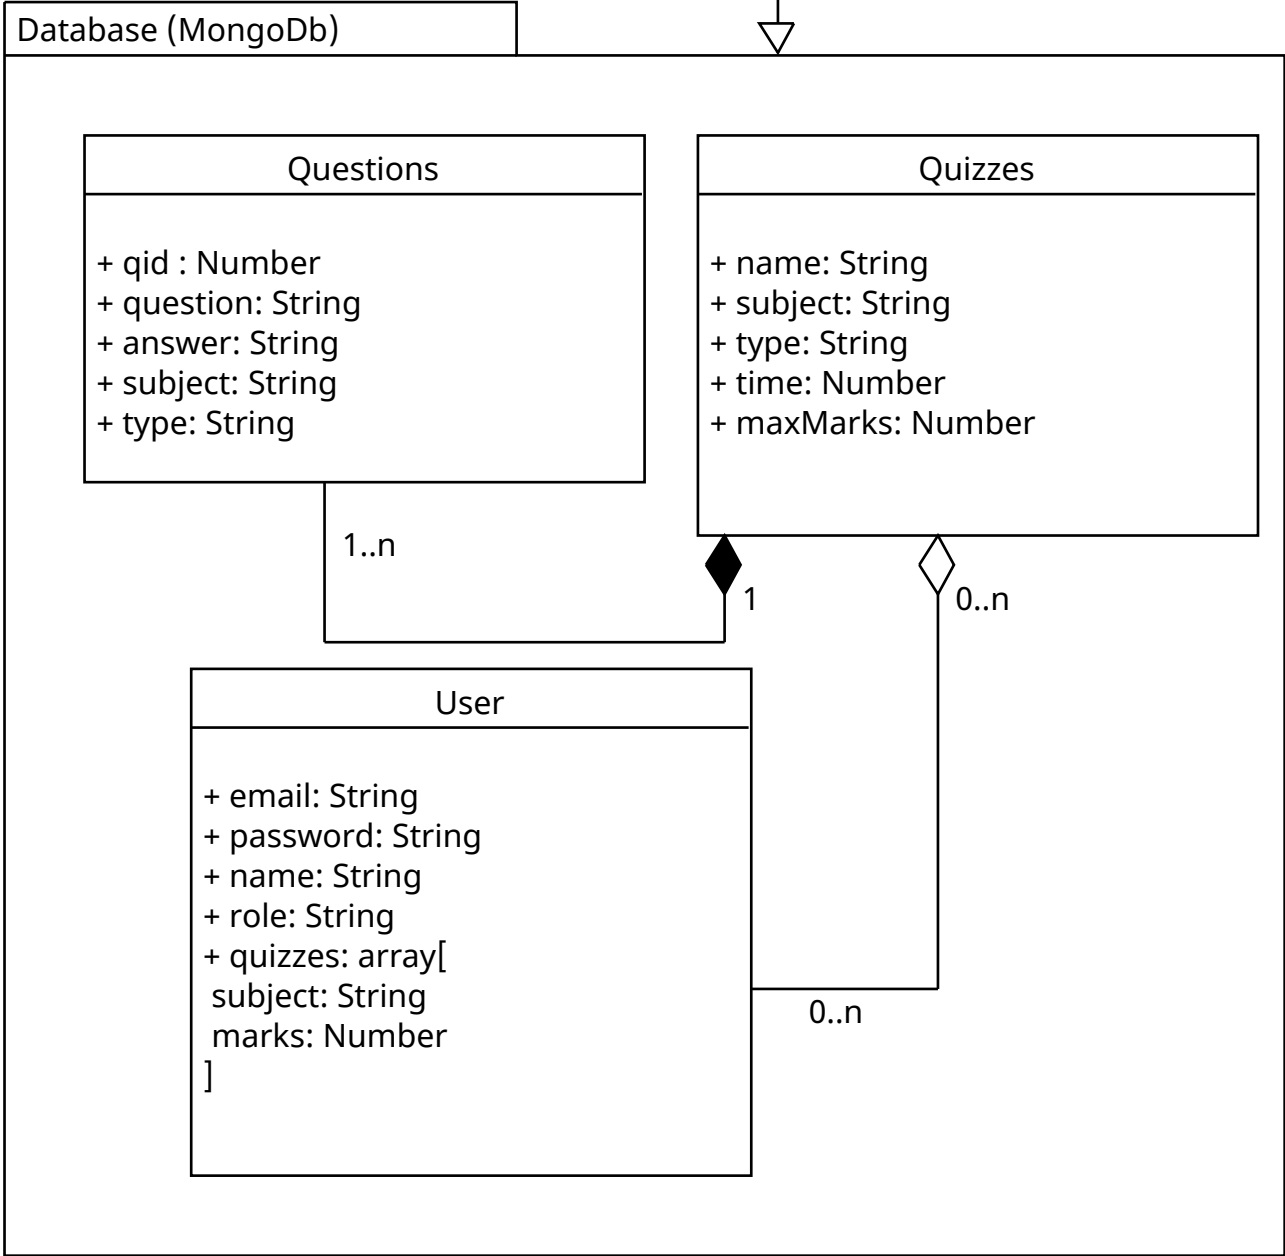 Database (MongoDb)
Questions
+ qid : Number
+ question: String
+ answer: String
+ subject: String
+ type: String
Quizzes
+ name: String
+ subject: String
+ type: String
+ time: Number
+ maxMarks: Number
1..n
1
0..n
User
+ email: String
+ password: String
+ name: String
+ role: String
+ quizzes: array[
subject: String
marks: Number
]
0..n